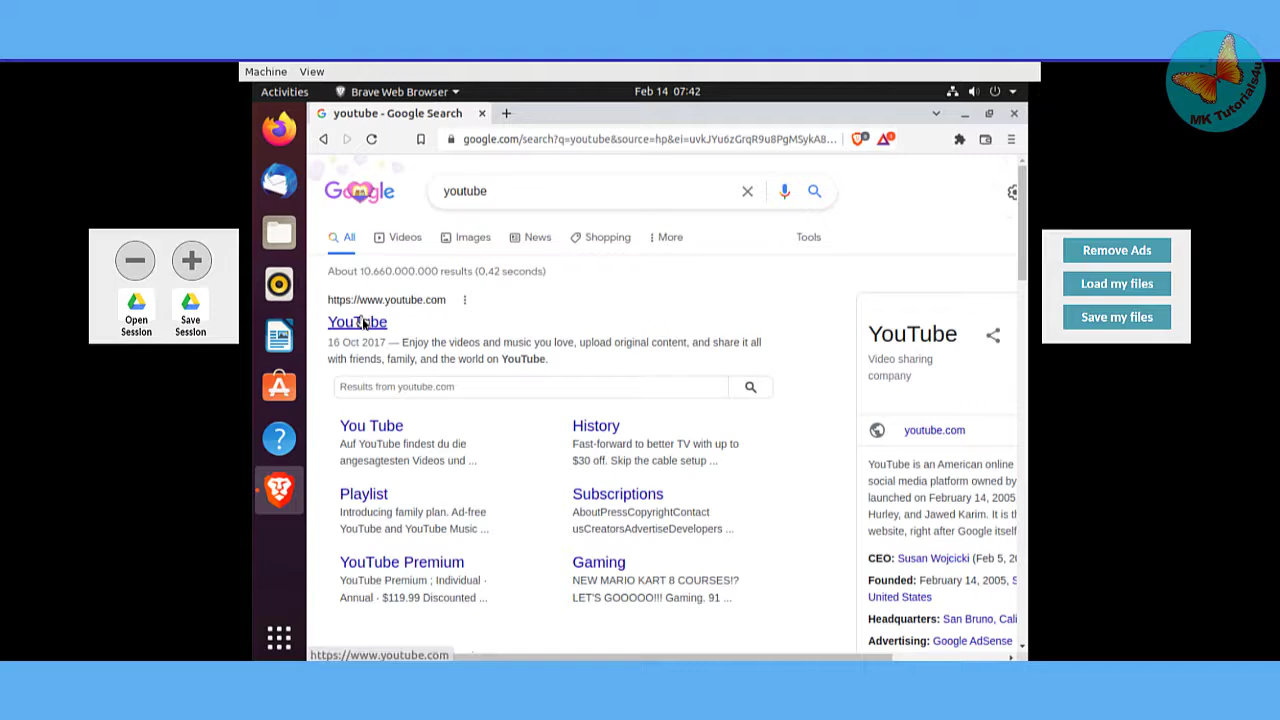 MK Tutorials4u
Machine View
Activities Brave Web Browser Feb 14 07:42
youtube - Google Search
google.com/search?q=youtube&source=hp&ei=uvkJYu6zGrqR9u8PgMSykA8...
Google youtube
All Videos Images News Shopping More Tools
About 10.660.000.000 results (0.42 seconds)
https://www.youtube.com
YouTube
16 Oct 2017 — Enjoy the videos and music you love, upload original content, and share it all
with friends, family, and the world on YouTube.
Results from youtube.com
You Tube
Auf YouTube findest du die
angesagtesten Videos und ...
History
Fast-forward to better TV with up to
$30 off. Skip the cable setup ...
Playlist
Introducing family plan. Ad-free
YouTube and YouTube Music ...
Subscriptions
AboutPressCopyrightContact
usCreatorsAdvertiseDevelopers ...
YouTube Premium
YouTube Premium ; Individual ·
Annual · $119.99 Discounted ...
Gaming
NEW MARIO KART 8 COURSES!?
LET'S GOOOO!!! Gaming. 91 ...
YouTube
Video sharing
company
youtube.com
YouTube is an American online
social media platform owned by
launched on February 14, 2005
Hurley, and Jawed Karim. It is th
website, right after Google itself
CEO: Susan Wojcicki (Feb 5, 20
Founded: February 14, 2005, S
United States
Headquarters: San Bruno, Cali
Advertising: Google AdSense
https://www.youtube.com
Open
Session
Save
Session
Remove Ads
Load my files
Save my files